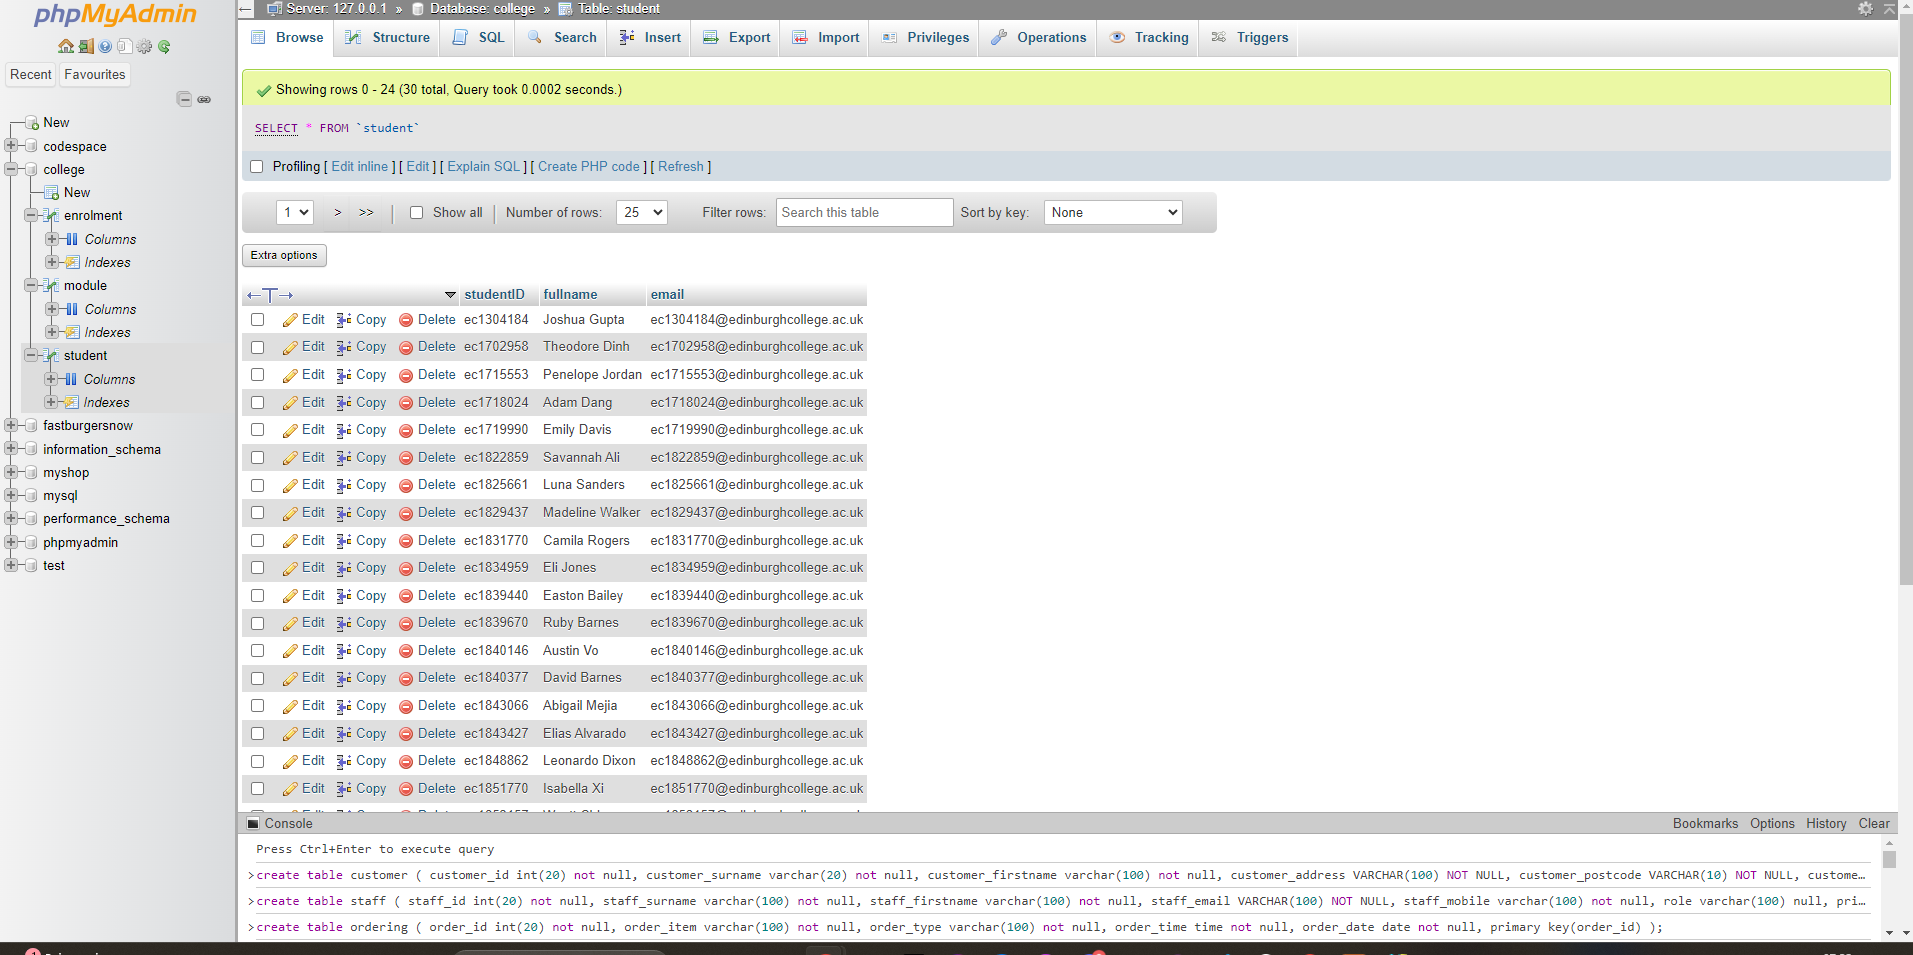 phpMyAdmin
Recent Favourites
New
codespace
college
New
enrolment
Columns
Indexes
module
Columns
Indexes
student
Columns
Indexes
fastburgersnow
information_schema
myshop
mysql
performance_schema
phpmyadmin
test
Server: 127.0.0.1 » Database: college » Table: student
Browse Structure SQL Search Insert Export Import Privileges Operations Tracking Triggers
Showing rows 0 - 24 (30 total, Query took 0.0002 seconds.)
SELECT * FROM `student`
Profiling [ Edit inline ] [ Edit ] [ Explain SQL ] [ Create PHP code ] [ Refresh ]
1 > >> | Show all | Number of rows: 25 Filter rows: Search this table Sort by key: None
Extra options
←T→ studentID fullname email
Edit Copy Delete ec1304184 Joshua Gupta ec1304184@edinburghcollege.ac.uk
Edit Copy Delete ec1702958 Theodore Dinh ec1702958@edinburghcollege.ac.uk
Edit Copy Delete ec1715553 Penelope Jordan ec1715553@edinburghcollege.ac.uk
Edit Copy Delete ec1718024 Adam Dang ec1718024@edinburghcollege.ac.uk
Edit Copy Delete ec1719990 Emily Davis ec1719990@edinburghcollege.ac.uk
Edit Copy Delete ec1822859 Savannah Ali ec1822859@edinburghcollege.ac.uk
Edit Copy Delete ec1825661 Luna Sanders ec1825661@edinburghcollege.ac.uk
Edit Copy Delete ec1829437 Madeline Walker ec1829437@edinburghcollege.ac.uk
Edit Copy Delete ec1831770 Camila Rogers ec1831770@edinburghcollege.ac.uk
Edit Copy Delete ec1834959 Eli Jones ec1834959@edinburghcollege.ac.uk
Edit Copy Delete ec1839440 Easton Bailey ec1839440@edinburghcollege.ac.uk
Edit Copy Delete ec1839670 Ruby Barnes ec1839670@edinburghcollege.ac.uk
Edit Copy Delete ec1840146 Austin Vo ec1840146@edinburghcollege.ac.uk
Edit Copy Delete ec1840377 David Barnes ec1840377@edinburghcollege.ac.uk
Edit Copy Delete ec1843066 Abigail Mejia ec1843066@edinburghcollege.ac.uk
Edit Copy Delete ec1843427 Elias Alvarado ec1843427@edinburghcollege.ac.uk
Edit Copy Delete ec1848862 Leonardo Dixon ec1848862@edinburghcollege.ac.uk
Edit Copy Delete ec1851770 Isabella Xi ec1851770@edinburghcollege.ac.uk
Console Bookmarks Options History Clear
Press Ctrl+Enter to execute query
>create table customer ( customer_id int(20) not null, customer_surname varchar(20) not null, customer_firstname varchar(100) not null, customer_address VARCHAR(100) NOT NULL, customer_postcode VARCHAR(10) NOT NULL, custome…
>create table staff ( staff_id int(20) not null, staff_surname varchar(100) not null, staff_firstname varchar(100) not null, staff_email VARCHAR(100) NOT NULL, staff_mobile varchar(100) not null, role varchar(100) null, pri…
>create table ordering ( order_id int(20) not null, order_item varchar(100) not null, order_type varchar(100) not null, order_time time not null, order_date date not null, primary key(order_id) );